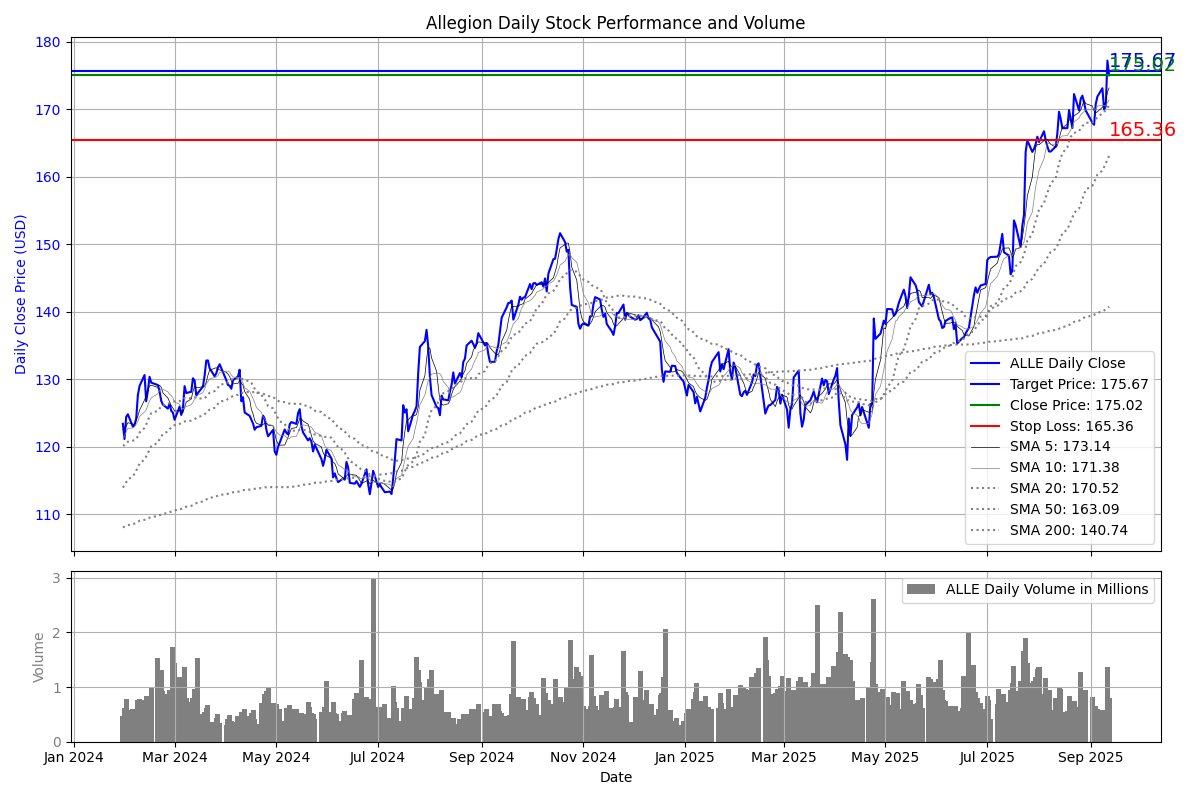 Allegion Daily Stock Performance and Volume
180
170
160
150
140
130
120
110
Daily Close Price (USD)
175.67
175.02
165.36
ALLE Daily Close
Target Price: 175.67
Close Price: 175.02
Stop Loss: 165.36
SMA 5: 173.14
SMA 10: 171.38
SMA 20: 170.52
SMA 50: 163.09
SMA 200: 140.74
3
2
1
0
Volume
ALLE Daily Volume in Millions
Jan 2024 Mar 2024 May 2024 Jul 2024 Sep 2024 Nov 2024 Jan 2025 Mar 2025 May 2025 Jul 2025 Sep 2025
Date